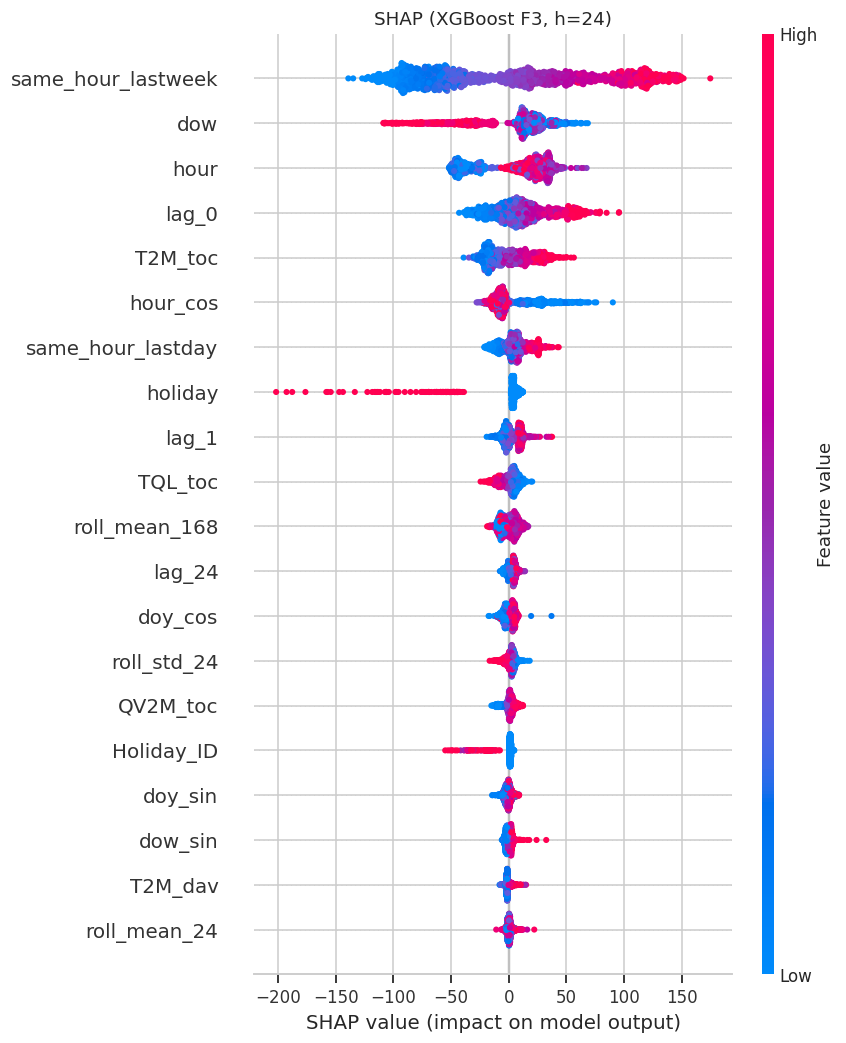 SHAP (XGBoost F3, h=24)
High
same_hour_lastweek
dow
hour
lag_0
T2M_toc
hour_cos
same_hour_lastday
holiday
lag_1
TQL_toc
roll_mean_168
lag_24
doy_cos
roll_std_24
QV2M_toc
Holiday_ID
doy_sin
dow_sin
T2M_dav
roll_mean_24
Feature value
Low
−200 −150 −100 −50 0 50 100 150
SHAP value (impact on model output)